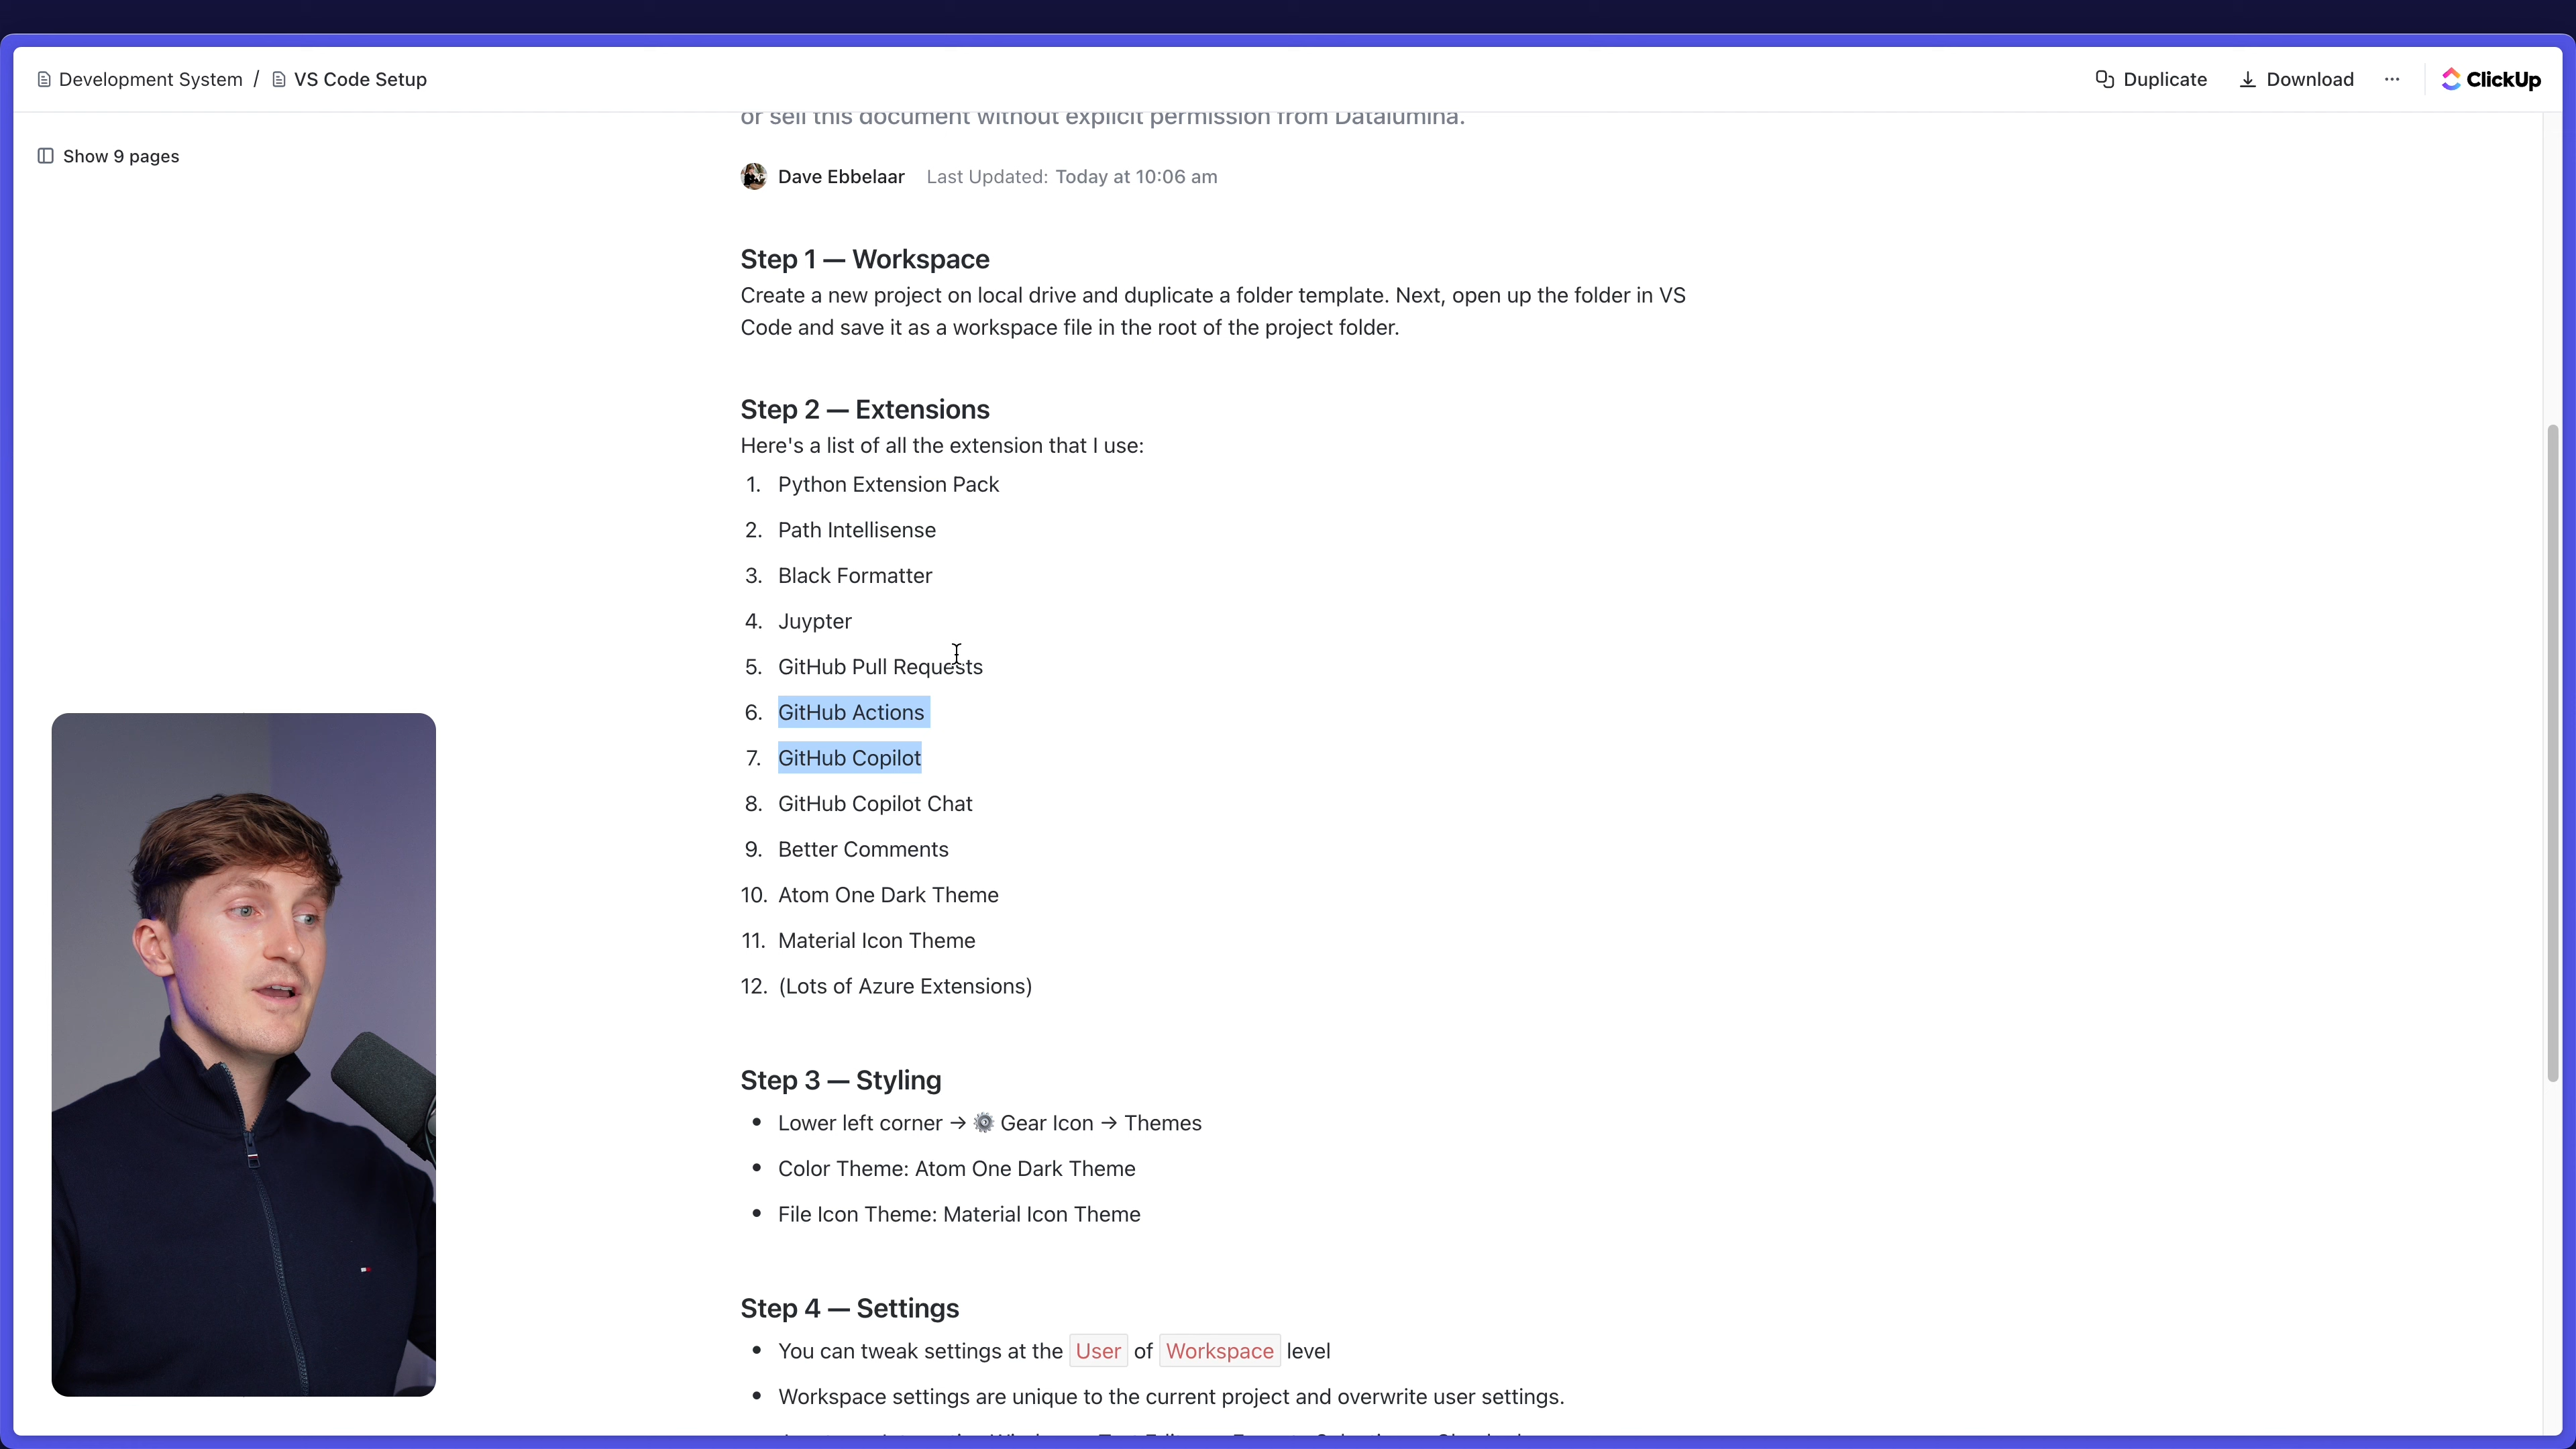 Development System / VS Code Setup
Duplicate
Download
ClickUp
Show 9 pages
or sell this document without explicit permission from Datalumina.
Dave Ebbelaar Last Updated: Today at 10:06 am
Step 1 — Workspace
Create a new project on local drive and duplicate a folder template. Next, open up the folder in VS
Code and save it as a workspace file in the root of the project folder.
Step 2 — Extensions
Here's a list of all the extension that I use:
1. Python Extension Pack
2. Path Intellisense
3. Black Formatter
4. Juypter
5. GitHub Pull Requests
6. GitHub Actions
7. GitHub Copilot
8. GitHub Copilot Chat
9. Better Comments
10. Atom One Dark Theme
11. Material Icon Theme
12. (Lots of Azure Extensions)
Step 3 — Styling
• Lower left corner → Gear Icon → Themes
• Color Theme: Atom One Dark Theme
• File Icon Theme: Material Icon Theme
Step 4 — Settings
• You can tweak settings at the User of Workspace level
• Workspace settings are unique to the current project and overwrite user settings.